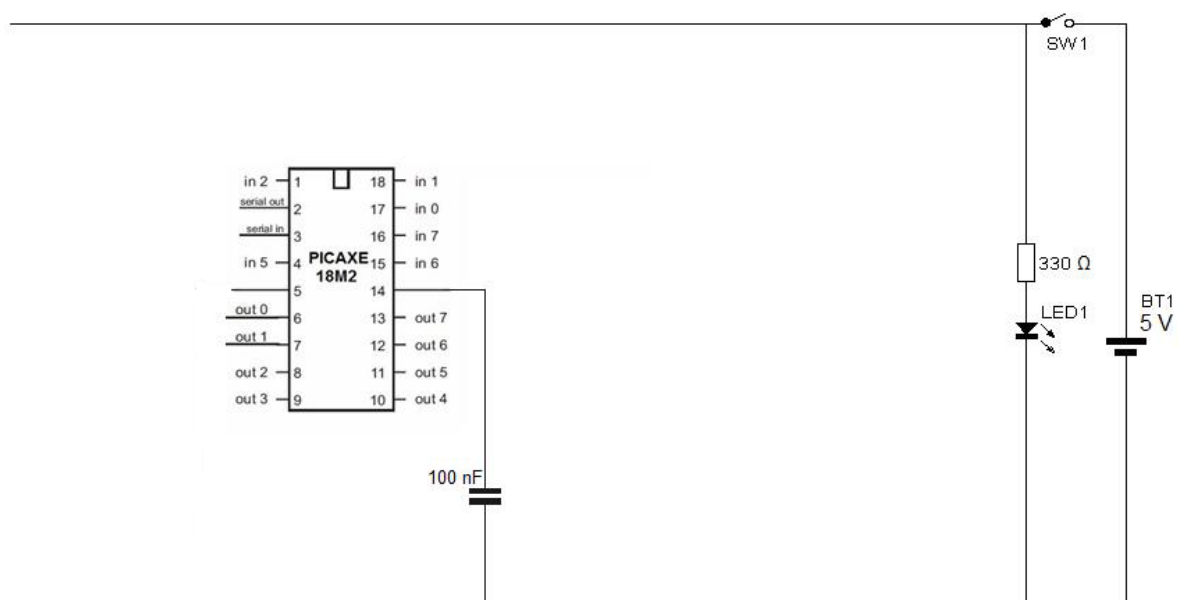 SW1
in 2 1 18 in 1
serial out 2 17 in 0
serial in 3 16 in 7
in 5 4 PICAXE 15 in 6
18M2
5 14
out 0 6 13 out 7
out 1 7 12 out 6
out 2 8 11 out 5
out 3 9 10 out 4
330 Ω
LED1
BT1
5 V
100 nF